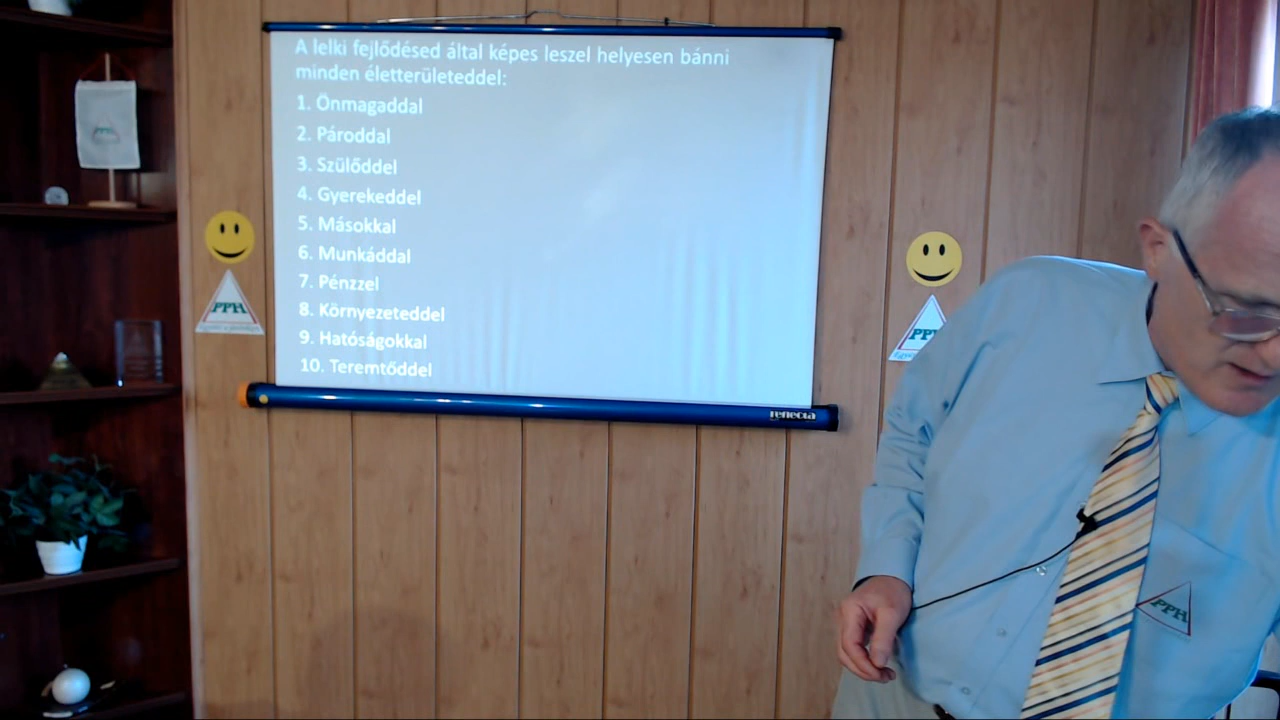 A lelki fejlődésed által képes leszel helyesen bánni
minden életterületeddel:
1. Önmagaddal
2. Pároddal
3. Szülőddel
4. Gyerekeddel
5. Másokkal
6. Munkáddal
7. Pénzzel
8. Környezeteddel
9. Hatóságokkal
10. Teremtőddel
reflecta
PPH
PPH
PPH
PPH